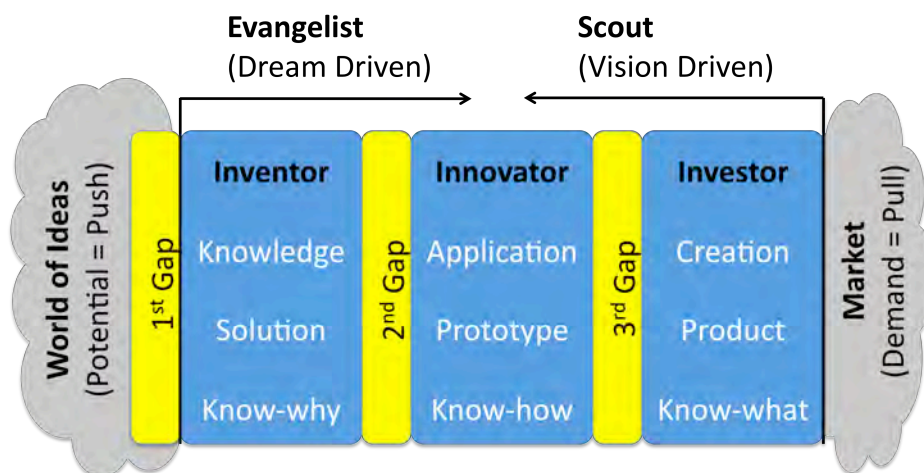 Evangelist
(Dream Driven)
Scout
(Vision Driven)
World of Ideas
(Potential = Push)
1st Gap
Inventor
Knowledge
Solution
Know-why
2nd Gap
Innovator
Application
Prototype
Know-how
3rd Gap
Investor
Creation
Product
Know-what
Market
(Demand = Pull)